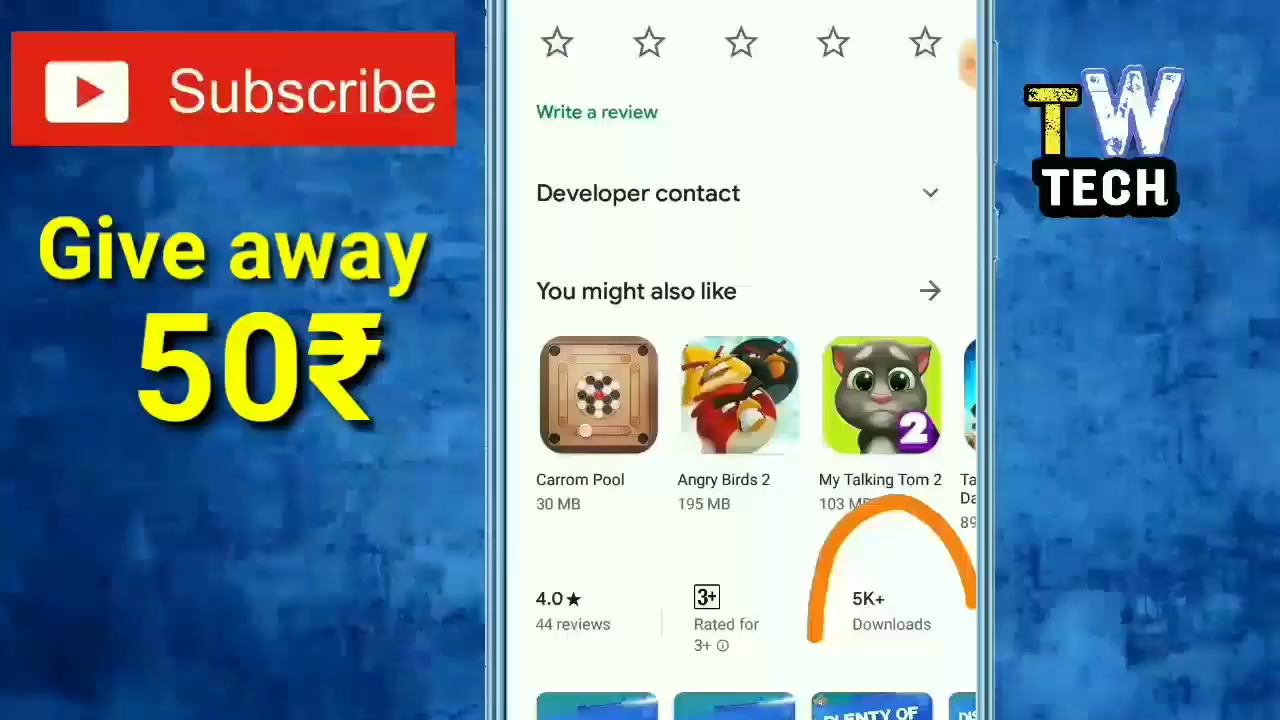 Subscribe
Give away
50₹
Write a review
Developer contact
You might also like
Carrom Pool
30 MB
Angry Birds 2
195 MB
My Talking Tom 2
103 MB
2
4.0★
44 reviews
3+
Rated for
3+
5K+
Downloads
PLENTY OF
TW
TECH